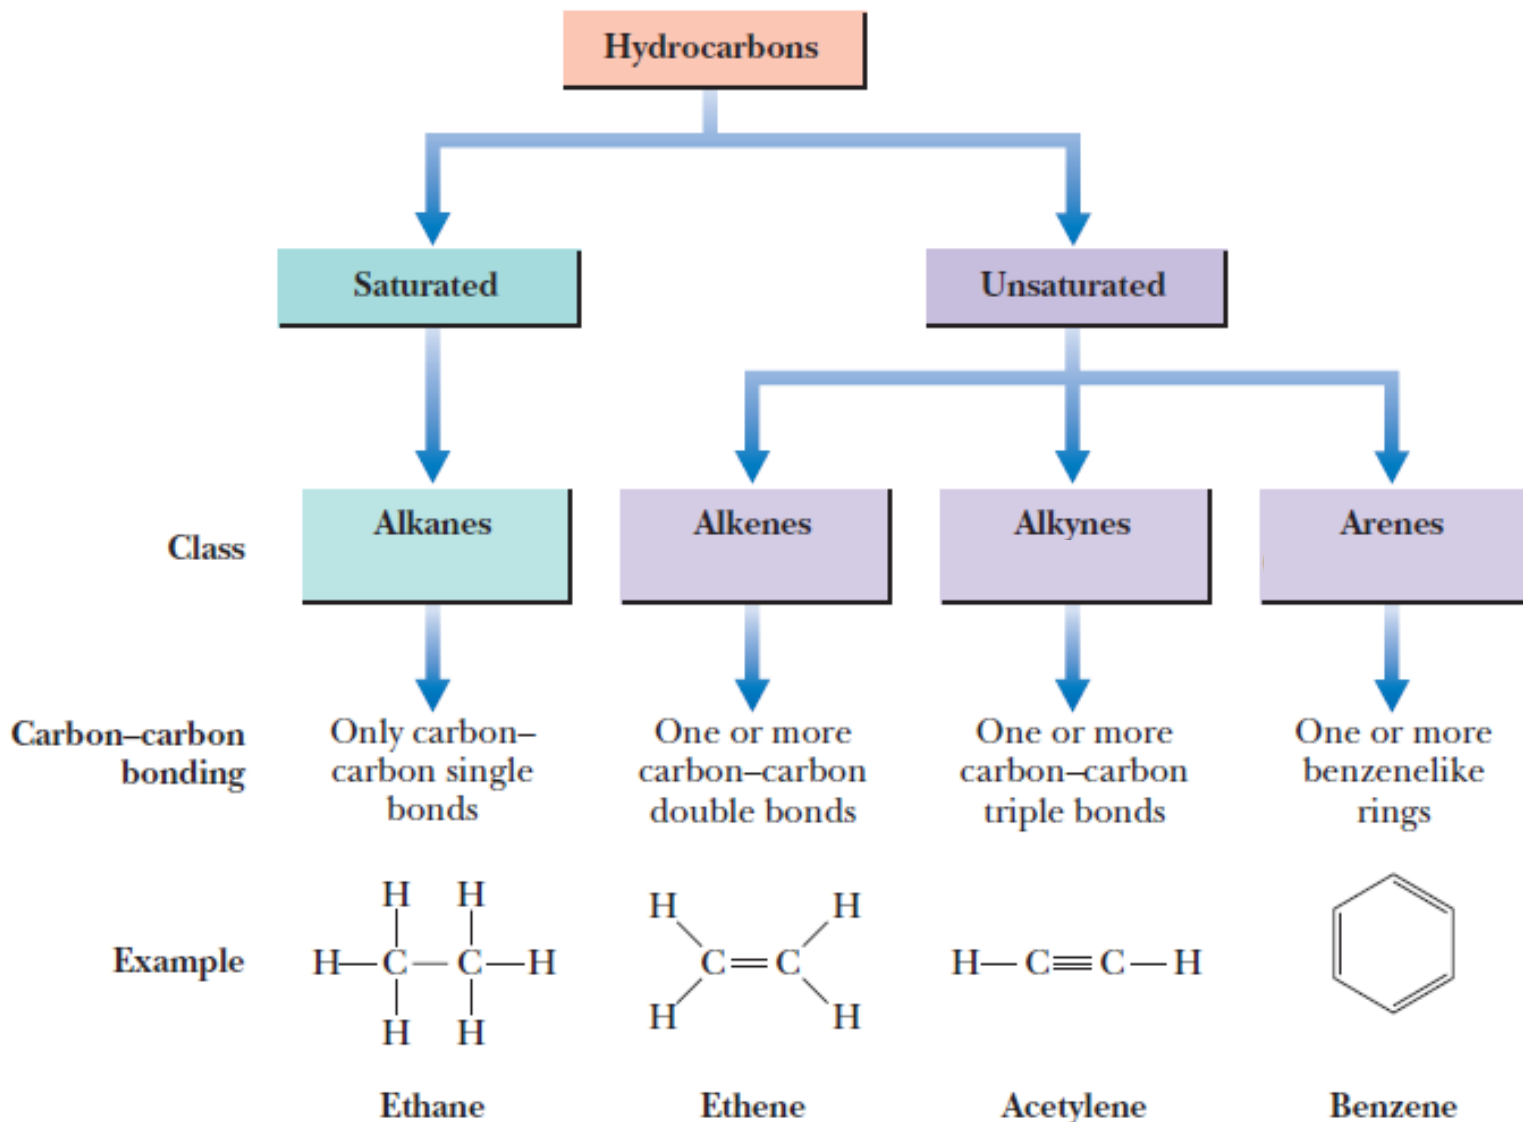 Hydrocarbons
Saturated
Unsaturated
Class
Alkanes
Alkenes
Alkynes
Arenes
Carbon–carbon
bonding
Only carbon–
carbon single
bonds
One or more
carbon–carbon
double bonds
One or more
carbon–carbon
triple bonds
One or more
benzenelike
rings
Example
H H
H—C—C—H
H H
H H
C=C
H H
H—C≡C—H
Ethane
Ethene
Acetylene
Benzene